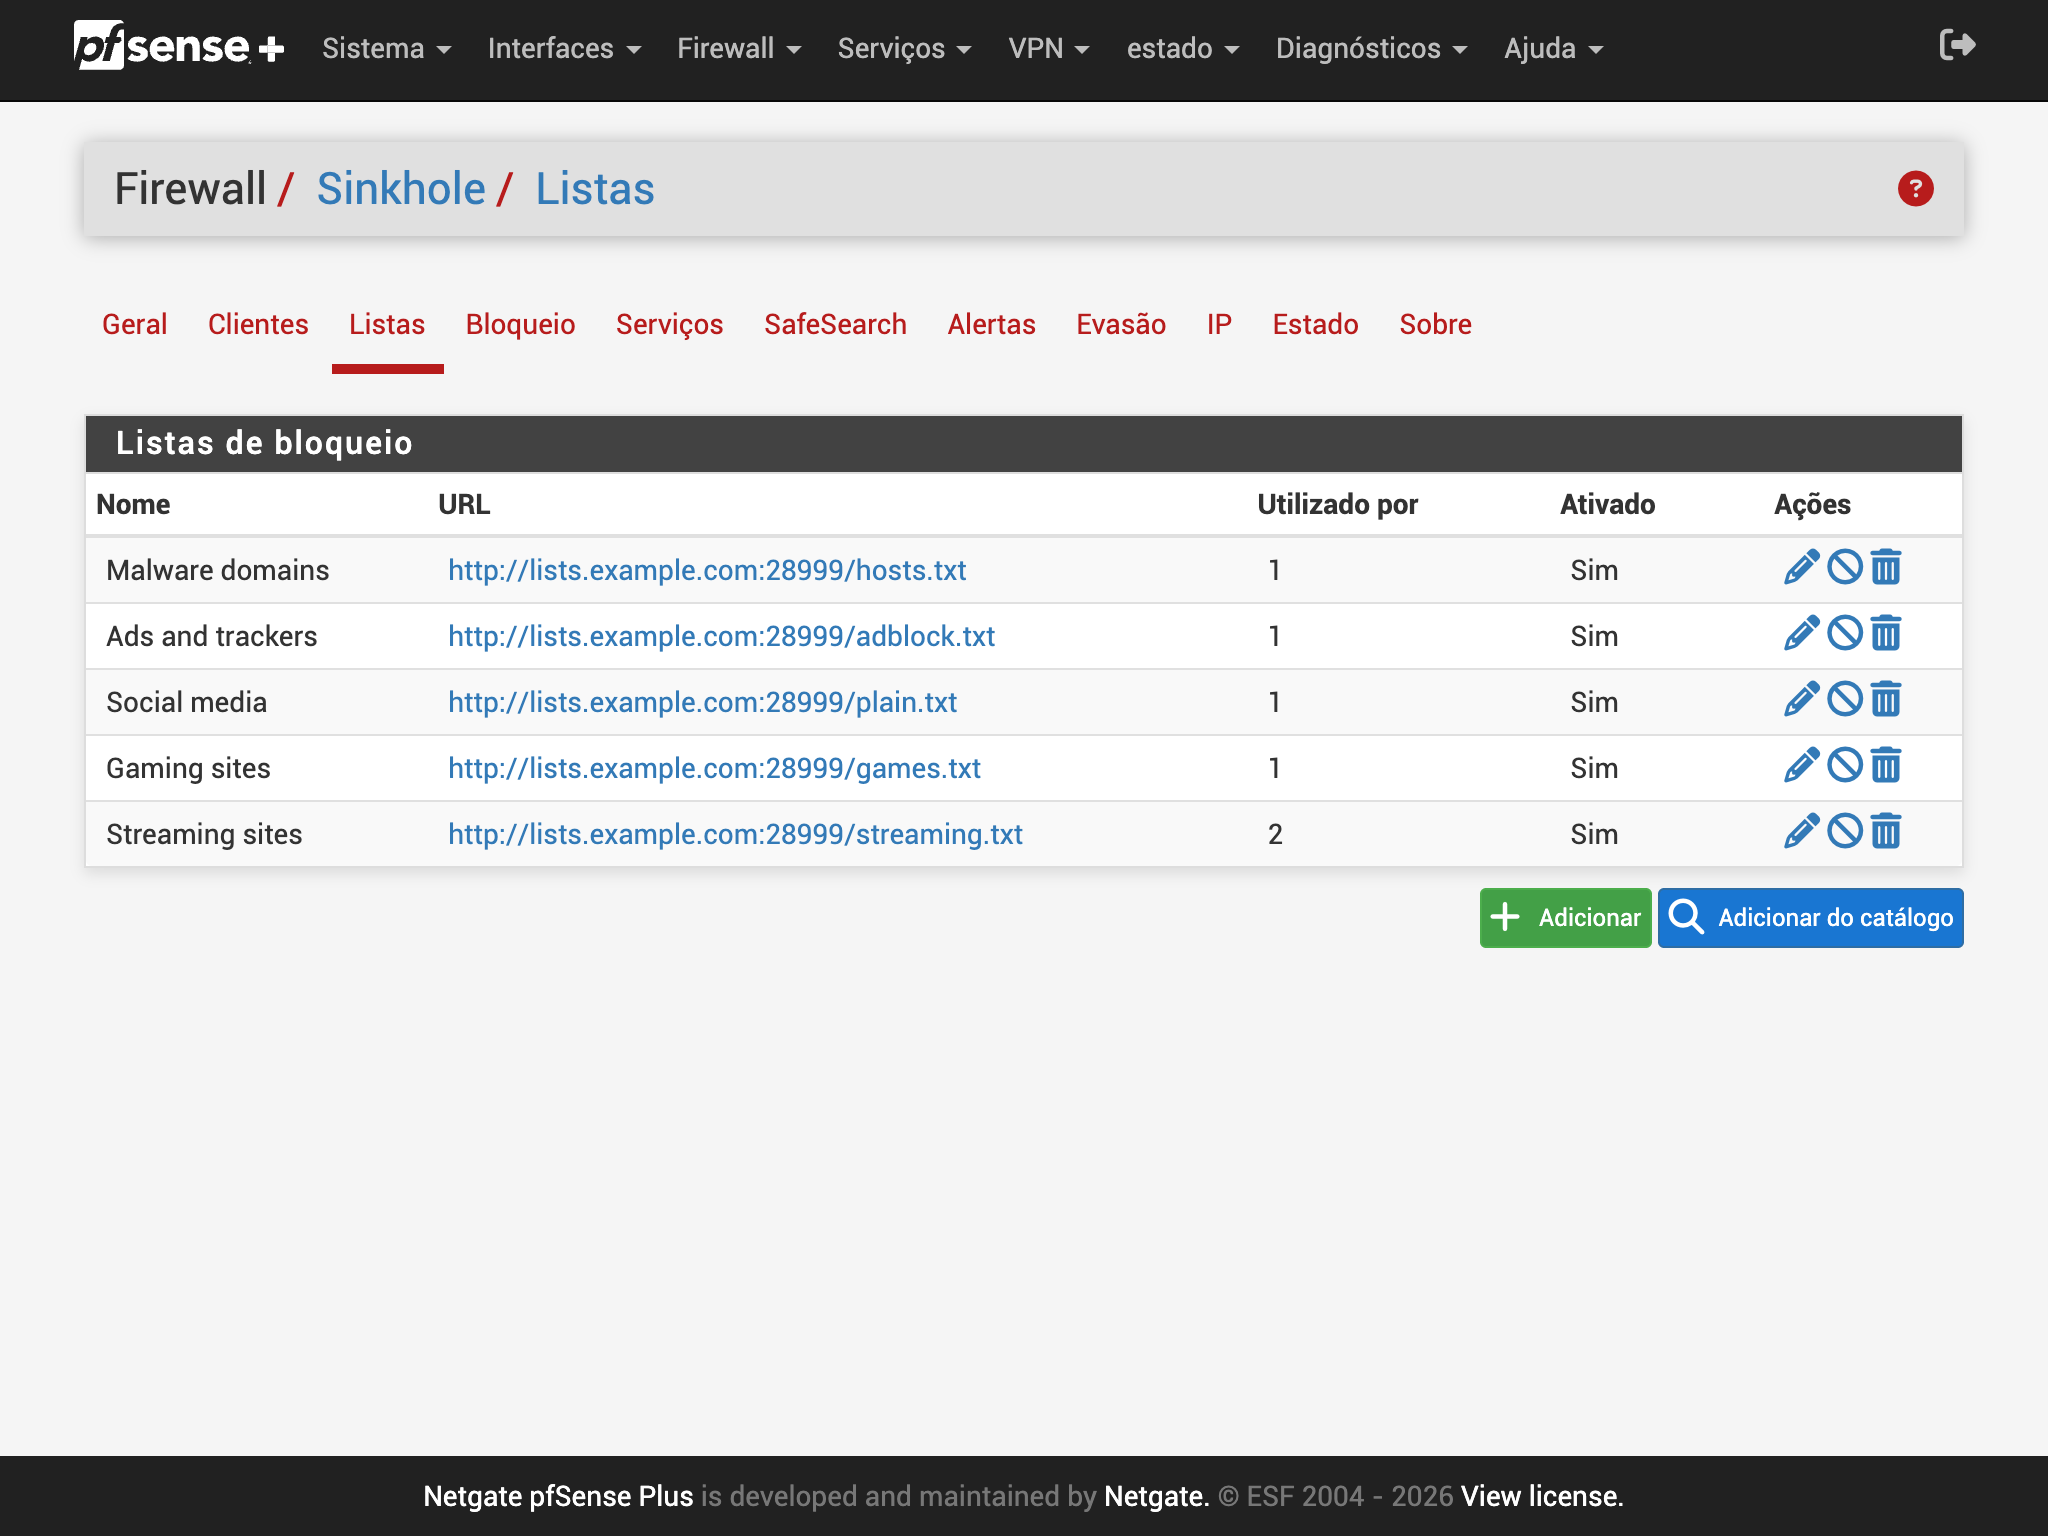 pfsense+ Sistema Interfaces Firewall Serviços VPN estado Diagnósticos Ajuda
Firewall / Sinkhole / Listas ?
Geral Clientes Listas Bloqueio Serviços SafeSearch Alertas Evasão IP Estado Sobre
Listas de bloqueio
Nome URL Utilizado por Ativado Ações
Malware domains http://lists.example.com:28999/hosts.txt 1 Sim
Ads and trackers http://lists.example.com:28999/adblock.txt 1 Sim
Social media http://lists.example.com:28999/plain.txt 1 Sim
Gaming sites http://lists.example.com:28999/games.txt 1 Sim
Streaming sites http://lists.example.com:28999/streaming.txt 2 Sim
Adicionar Adicionar do catálogo
Netgate pfSense Plus is developed and maintained by Netgate. © ESF 2004 - 2026 View license.